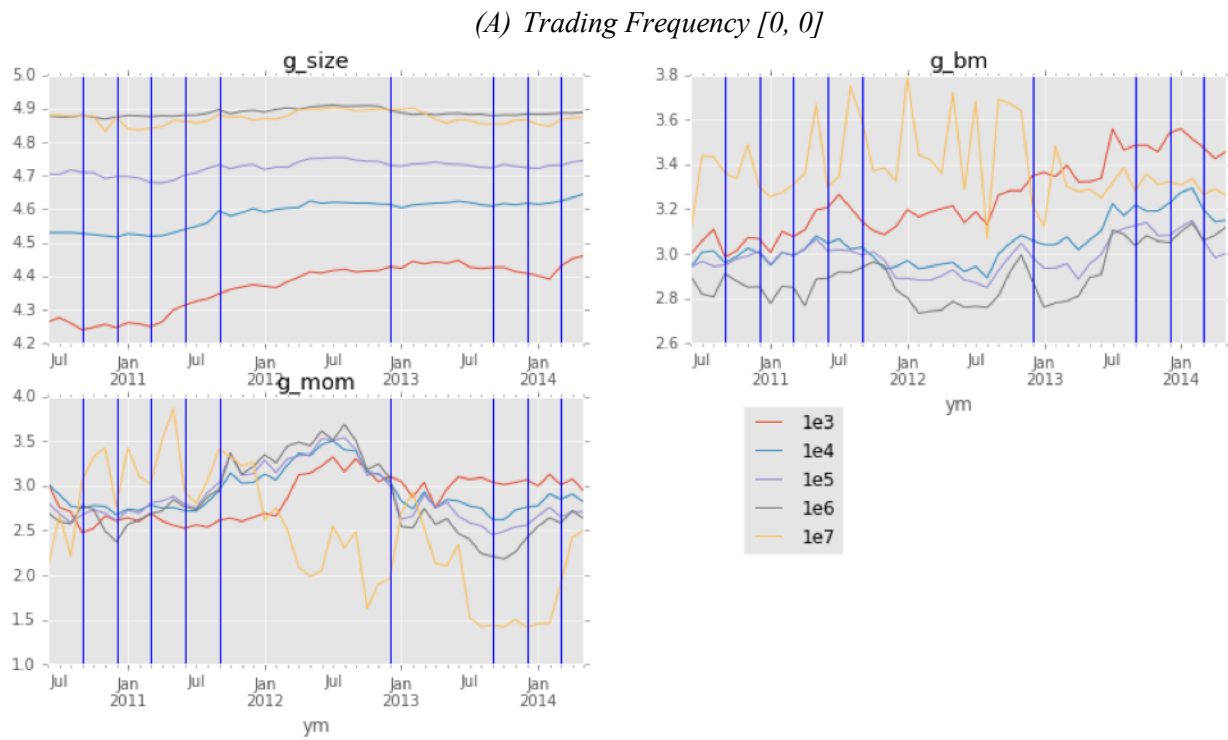 (A) Trading Frequency [0, 0]
g_size
5.0
4.9
4.8
4.7
4.6
4.5
4.4
4.3
4.2
Jul Jan Jul Jan Jul Jan Jul Jan
2011 2012 2013 2014
g_bm
3.8
3.6
3.4
3.2
3.0
2.8
2.6
Jul Jan Jul Jan Jul Jan Jul Jan
2011 2012 2013 2014
ym
g_mom
4.0
3.5
3.0
2.5
2.0
1.5
1.0
Jul Jan Jul Jan Jul Jan Jul Jan
2011 2012 2013 2014
ym
1e3
1e4
1e5
1e6
1e7